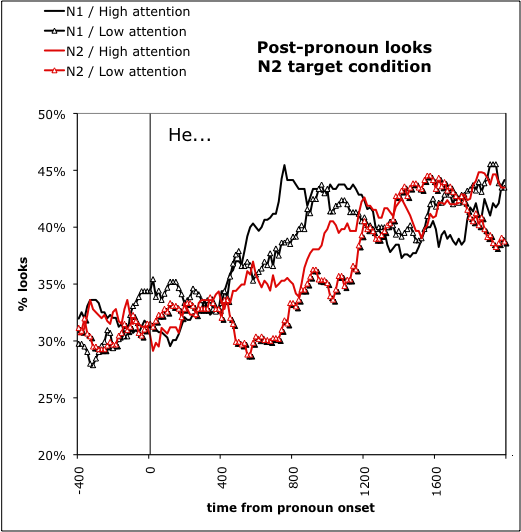 N1 / High attention
N1 / Low attention
N2 / High attention
N2 / Low attention
Post-pronoun looks
N2 target condition
50%
45%
40%
35%
30%
25%
20%
He...
% looks
-400
0
400
800
1200
1600
time from pronoun onset